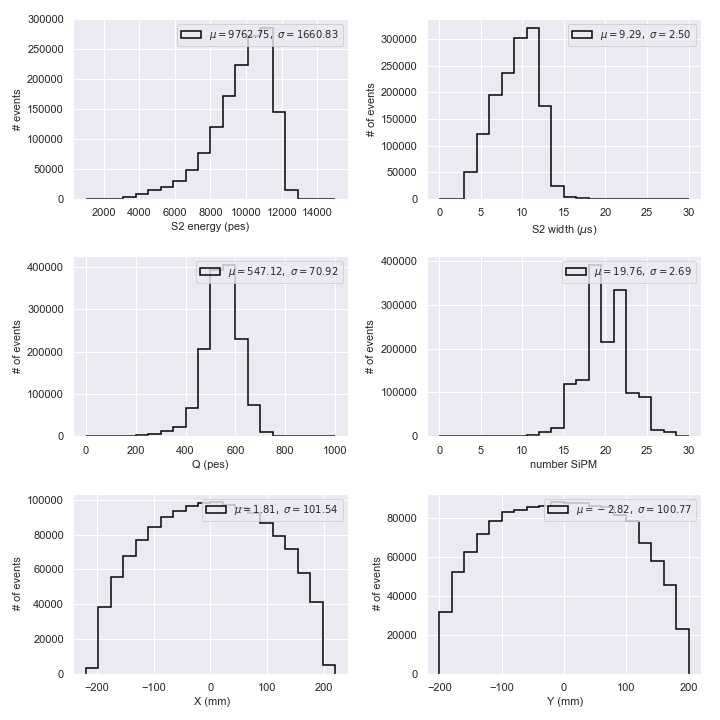 μ = 9762.75, σ = 1660.83
300000
250000
200000
150000
100000
50000
0
# events
2000 4000 6000 8000 10000 12000 14000
S2 energy (pes)
μ = 9.29, σ = 2.50
300000
250000
200000
150000
100000
50000
0
# of events
0 5 10 15 20 25 30
S2 width (μs)
μ = 547.12, σ = 70.92
400000
300000
200000
100000
0
# of events
0 200 400 600 800 1000
Q (pes)
μ = 19.76, σ = 2.69
400000
300000
200000
100000
0
# of events
0 5 10 15 20 25 30
number SiPM
μ = 1.81, σ = 101.54
100000
80000
60000
40000
20000
0
# of events
−200 −100 0 100 200
X (mm)
μ = −2.82, σ = 100.77
80000
60000
40000
20000
0
# of events
−200 −100 0 100 200
Y (mm)